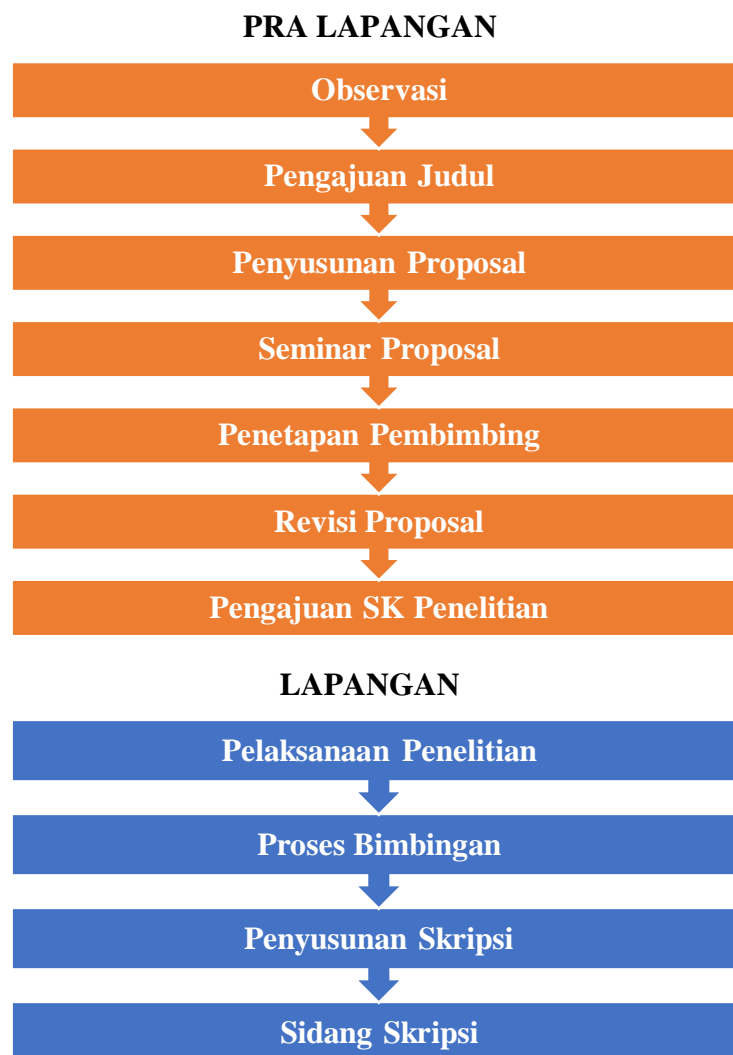 PRA LAPANGAN
Observasi
Pengajuan Judul
Penyusunan Proposal
Seminar Proposal
Penetapan Pembimbing
Revisi Proposal
Pengajuan SK Penelitian
LAPANGAN
Pelaksanaan Penelitian
Proses Bimbingan
Penyusunan Skripsi
Sidang Skripsi